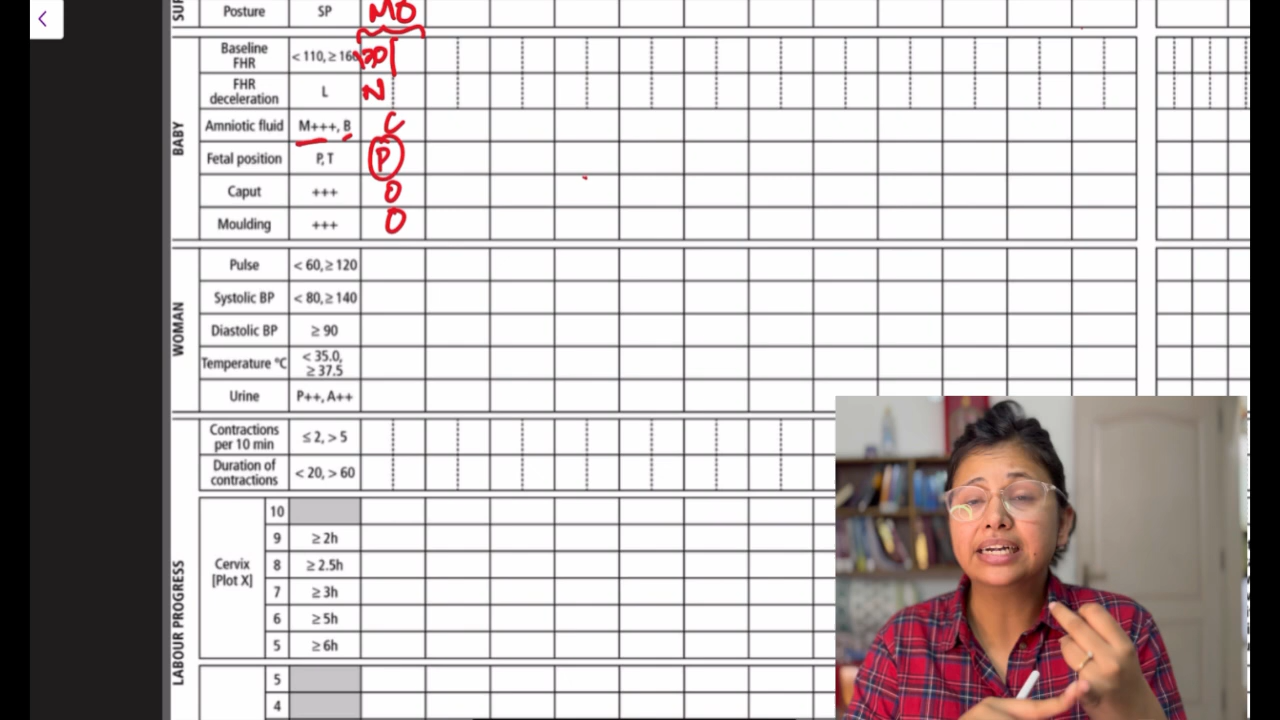 SUP
Posture SP MO
BABY
Baseline FHR < 110, ≥ 160
FHR deceleration L N
Amniotic fluid M+++, B C
Fetal position P, T P
Caput +++ 0
Moulding +++ 0
WOMAN
Pulse < 60, ≥ 120
Systolic BP < 80, ≥ 140
Diastolic BP ≥ 90
Temperature °C < 35.0, ≥ 37.5
Urine P++, A++
LABOUR PROGRESS
Contractions per 10 min ≤ 2, > 5
Duration of contractions < 20, > 60
Cervix [Plot X]
10
9 ≥ 2h
8 ≥ 2.5h
7 ≥ 3h
6 ≥ 5h
5 ≥ 6h
5
4